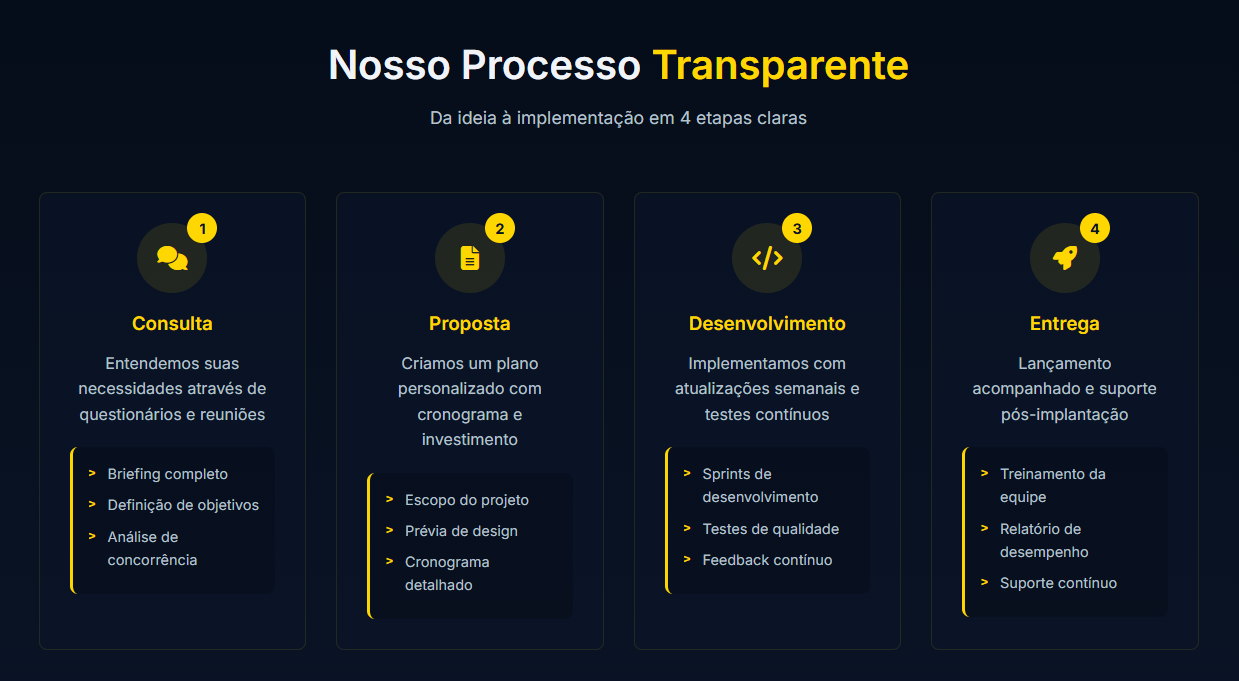 Nosso Processo Transparente
Da ideia à implementação em 4 etapas claras
1
Consulta
Entendemos suas
necessidades através de
questionários e reuniões
> Briefing completo
> Definição de objetivos
> Análise de
concorrência
2
Proposta
Criamos um plano
personalizado com
cronograma e
investimento
> Escopo do projeto
> Prévia de design
> Cronograma
detalhado
3
</>
Desenvolvimento
Implementamos com
atualizações semanais e
testes contínuos
> Sprints de
desenvolvimento
> Testes de qualidade
> Feedback contínuo
4
Entrega
Lançamento
acompanhado e suporte
pós-implantação
> Treinamento da
equipe
> Relatório de
desempenho
> Suporte contínuo